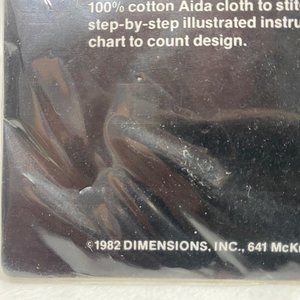 100% cotton Aida cloth to stit
step-by-step illustrated instru
chart to count design.
©1982 DIMENSIONS, INC., 641 McK